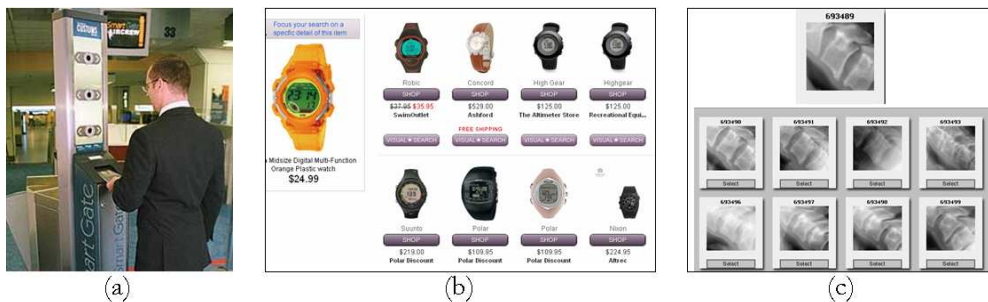 CUSTOMS
SmartGate
AIRCREW
33
Smart Gate
Smart Gate
(a)
Focus your search on a
specific detail of this item
Midsize Digital Multi-Function
Orange Plastic watch
$24.99
Robic
Concord
High Gear
Highgear
SHOP
SHOP
SHOP
SHOP
$37.95 $35.95
$529.00
$125.00
$125.00
SwimOutlet
Ashford
The Altimeter Store
Recreational Equi...
FREE SHIPPING
VISUAL SEARCH
VISUAL SEARCH
VISUAL SEARCH
VISUAL SEARCH
Suunto
Polar
Polar
Nixon
SHOP
SHOP
SHOP
SHOP
$219.00
$109.95
$109.95
$224.95
Polar Discount
Polar Discount
Polar Discount
Altrec
(b)
693489
693490
693491
693492
693493
Select
Select
Select
Select
693496
693497
693498
693499
Select
Select
Select
Select
(c)